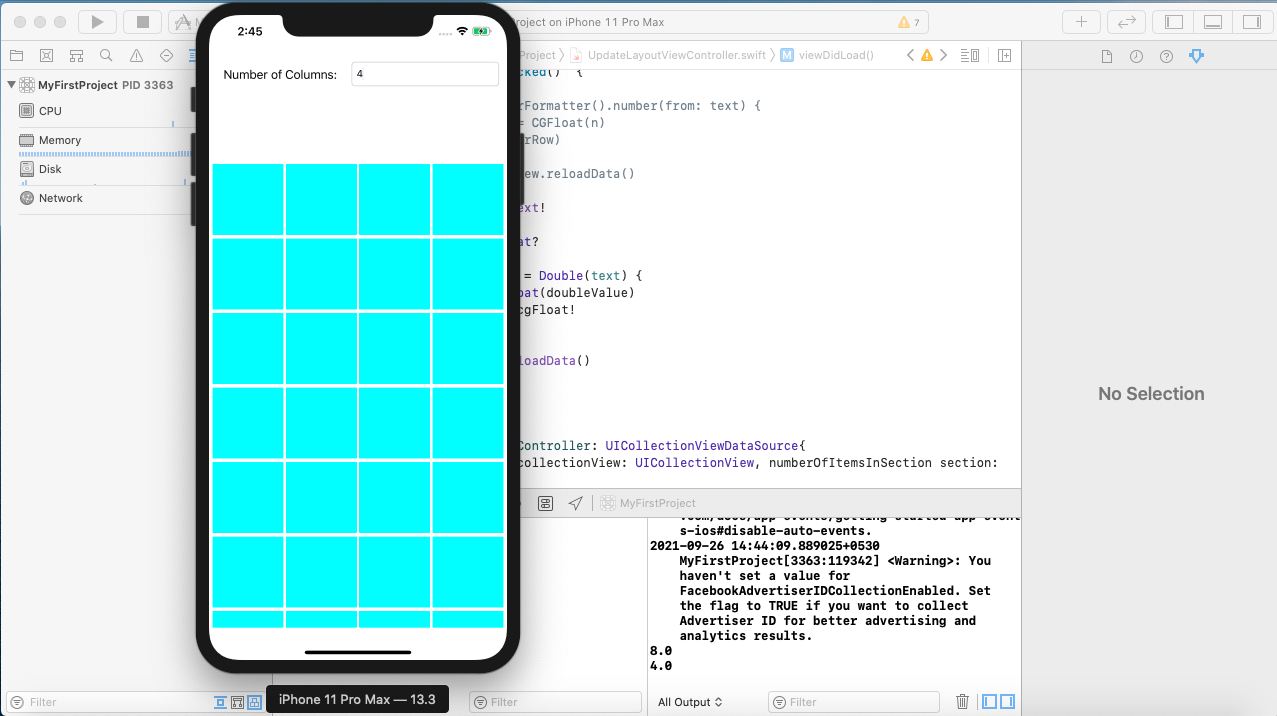 2:45
Project on iPhone 11 Pro Max
7
Number of Columns:
4
Project
UpdateLayoutViewController.swift
M
viewDidLoad()
MyFirstProject PID 3363
CPU
Memory
Disk
Network
cked() {
rFormatter().number(from: text) {
= CGFloat(n)
rRow)
ew.reloadData()
ext!
at?
= Double(text) {
oat(doubleValue)
cgFloat!
loadData()
Controller: UICollectionViewDataSource{
collectionView: UICollectionView, numberOfItemsInSection section:
No Selection
MyFirstProject
s-ios#disable-auto-events.
2021-09-26 14:44:09.889025+0530
MyFirstProject[3363:119342] <Warning>: You
haven't set a value for
FacebookAdvertiserIDCollectionEnabled. Set
the flag to TRUE if you want to collect
Advertiser ID for better advertising and
analytics results.
8.0
4.0
Filter
iPhone 11 Pro Max — 13.3
Filter
All Output
Filter